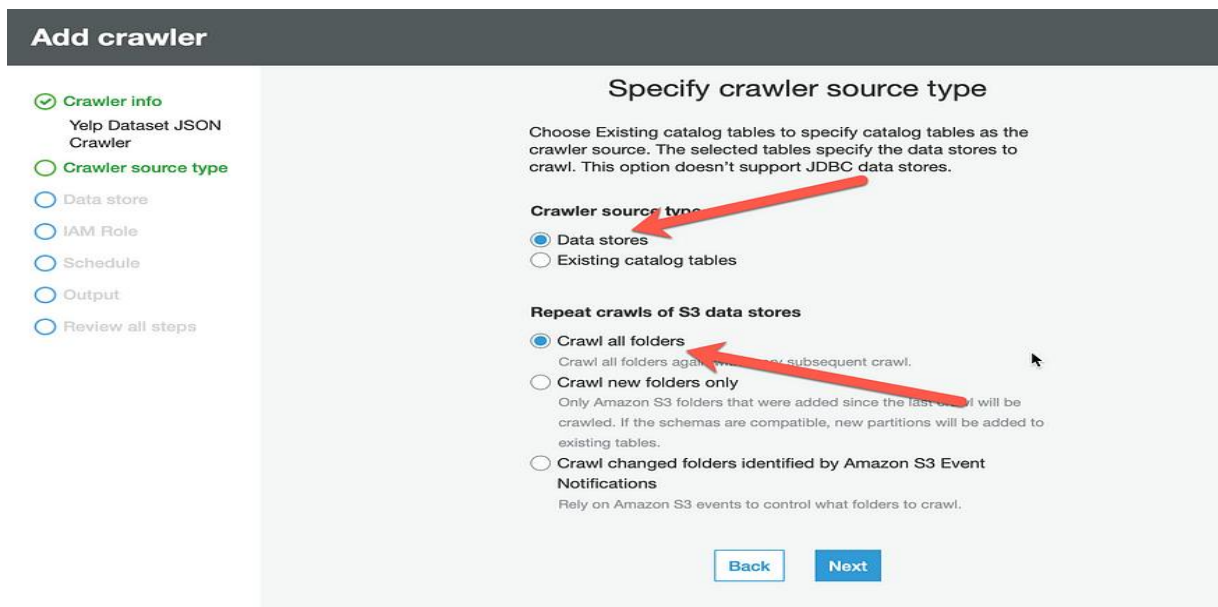 Add crawler
Crawler info
Yelp Dataset JSON
Crawler
Crawler source type
Data store
IAM Role
Schedule
Output
Review all steps
Specify crawler source type
Choose Existing catalog tables to specify catalog tables as the
crawler source. The selected tables specify the data stores to
crawl. This option doesn't support JDBC data stores.
Crawler source type
Data stores
Existing catalog tables
Repeat crawls of S3 data stores
Crawl all folders
Crawl all folders again subsequent crawl.
Crawl new folders only
Only Amazon S3 folders that were added since the last crawl will be
crawled. If the schemas are compatible, new partitions will be added to
existing tables.
Crawl changed folders identified by Amazon S3 Event
Notifications
Rely on Amazon S3 events to control what folders to crawl.
Back
Next